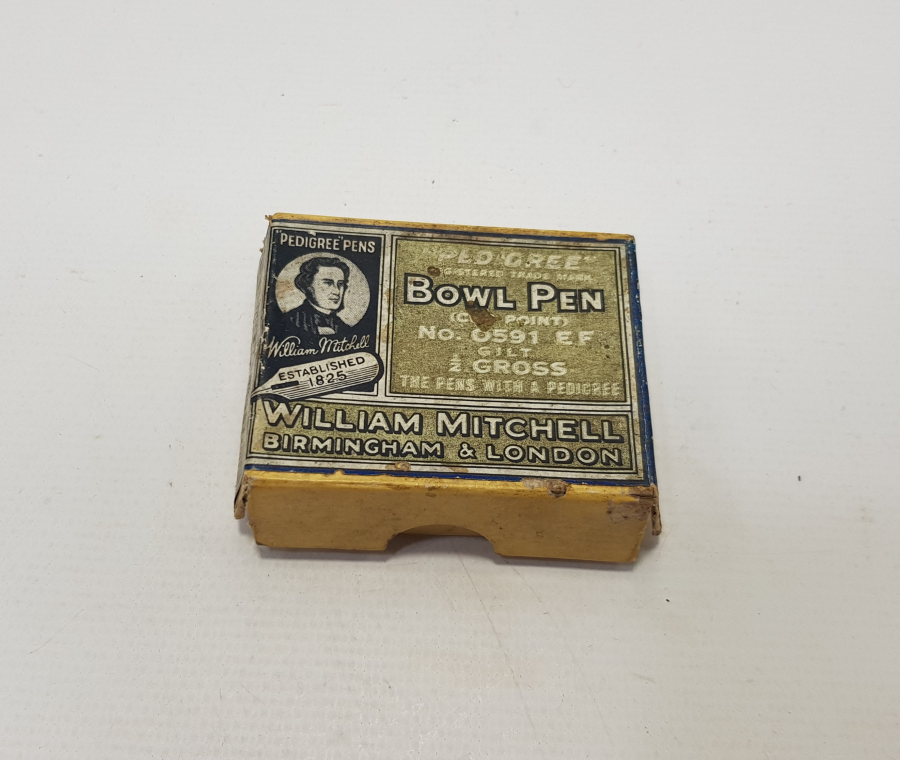 "PEDIGREE" PENS
William Mitchell
ESTABLISHED
1825
"PEDIGREE"
REGISTERED TRADE MARK
BOWL PEN
POINT)
No. 0591 EF
GILT
½ GROSS
THE PENS WITH A PEDIGREE
WILLIAM MITCHELL
BIRMINGHAM & LONDON